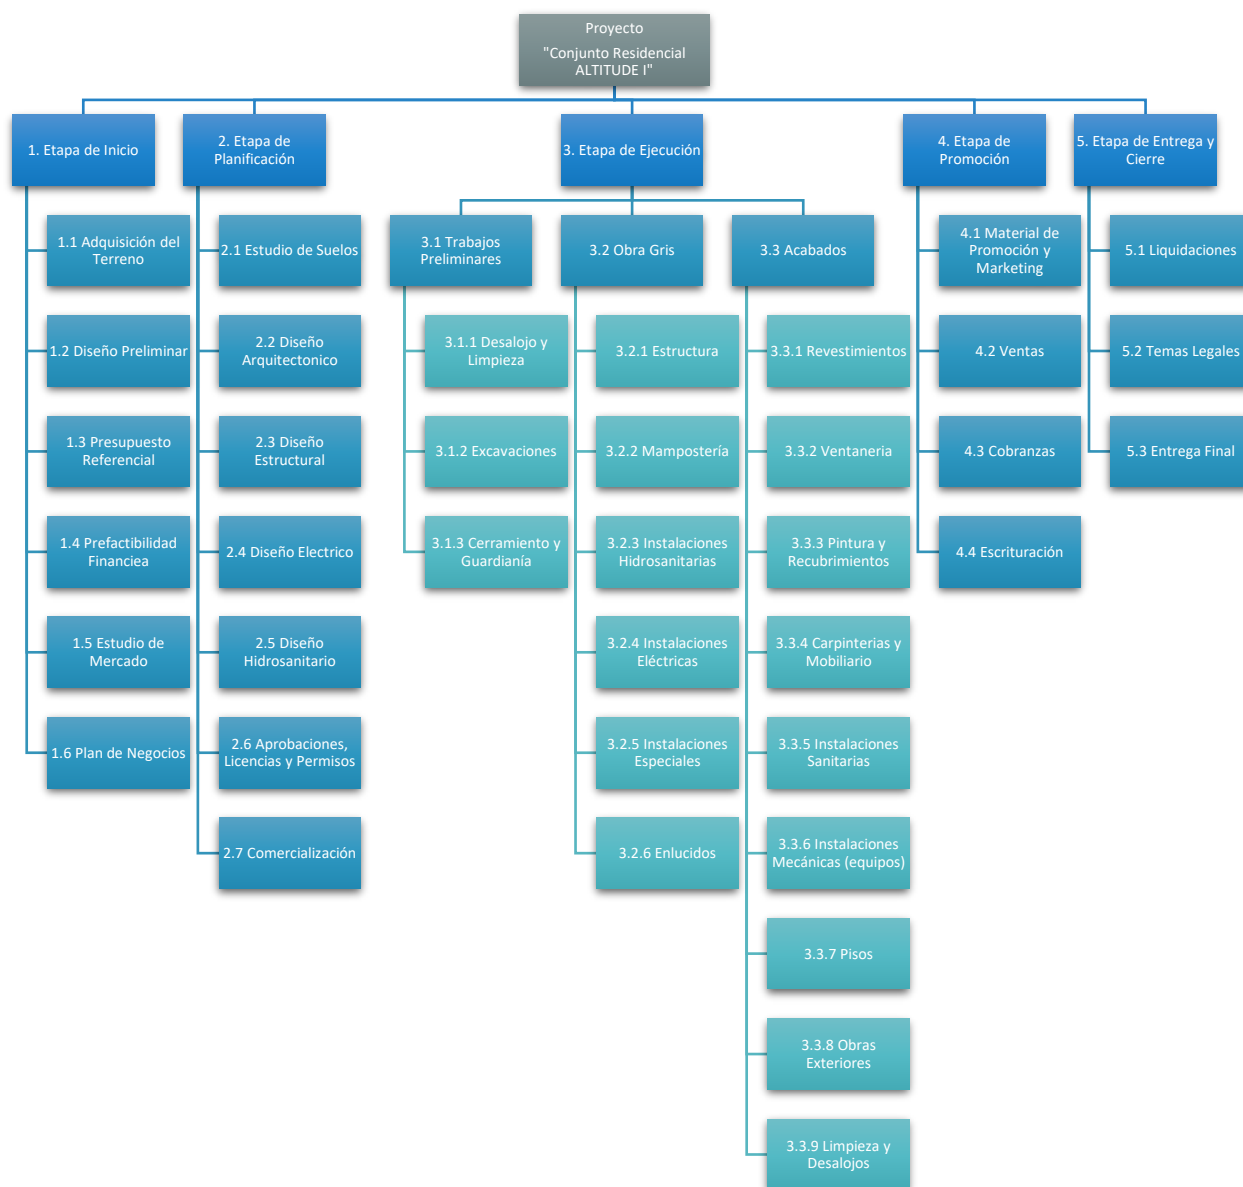 Proyecto
"Conjunto Residencial
ALTITUDE I"
1. Etapa de Inicio
1.1 Adquisición del
Terreno
1.2 Diseño Preliminar
1.3 Presupuesto
Referencial
1.4 Prefactibilidad
Financiea
1.5 Estudio de
Mercado
1.6 Plan de Negocios
2. Etapa de
Planificación
2.1 Estudio de Suelos
2.2 Diseño
Arquitectonico
2.3 Diseño
Estructural
2.4 Diseño Electrico
2.5 Diseño
Hidrosanitario
2.6 Aprobaciones,
Licencias y Permisos
2.7 Comercialización
3. Etapa de Ejecución
3.1 Trabajos
Preliminares
3.1.1 Desalojo y
Limpieza
3.1.2 Excavaciones
3.1.3 Cerramiento y
Guardianía
3.2 Obra Gris
3.2.1 Estructura
3.2.2 Mampostería
3.2.3 Instalaciones
Hidrosanitarias
3.2.4 Instalaciones
Eléctricas
3.2.5 Instalaciones
Especiales
3.2.6 Enlucidos
3.3 Acabados
3.3.1 Revestimientos
3.3.2 Ventaneria
3.3.3 Pintura y
Recubrimientos
3.3.4 Carpinterias y
Mobiliario
3.3.5 Instalaciones
Sanitarias
3.3.6 Instalaciones
Mecánicas (equipos)
3.3.7 Pisos
3.3.8 Obras
Exteriores
3.3.9 Limpieza y
Desalojos
4. Etapa de
Promoción
4.1 Material de
Promoción y
Marketing
4.2 Ventas
4.3 Cobranzas
4.4 Escrituración
5. Etapa de Entrega y
Cierre
5.1 Liquidaciones
5.2 Temas Legales
5.3 Entrega Final